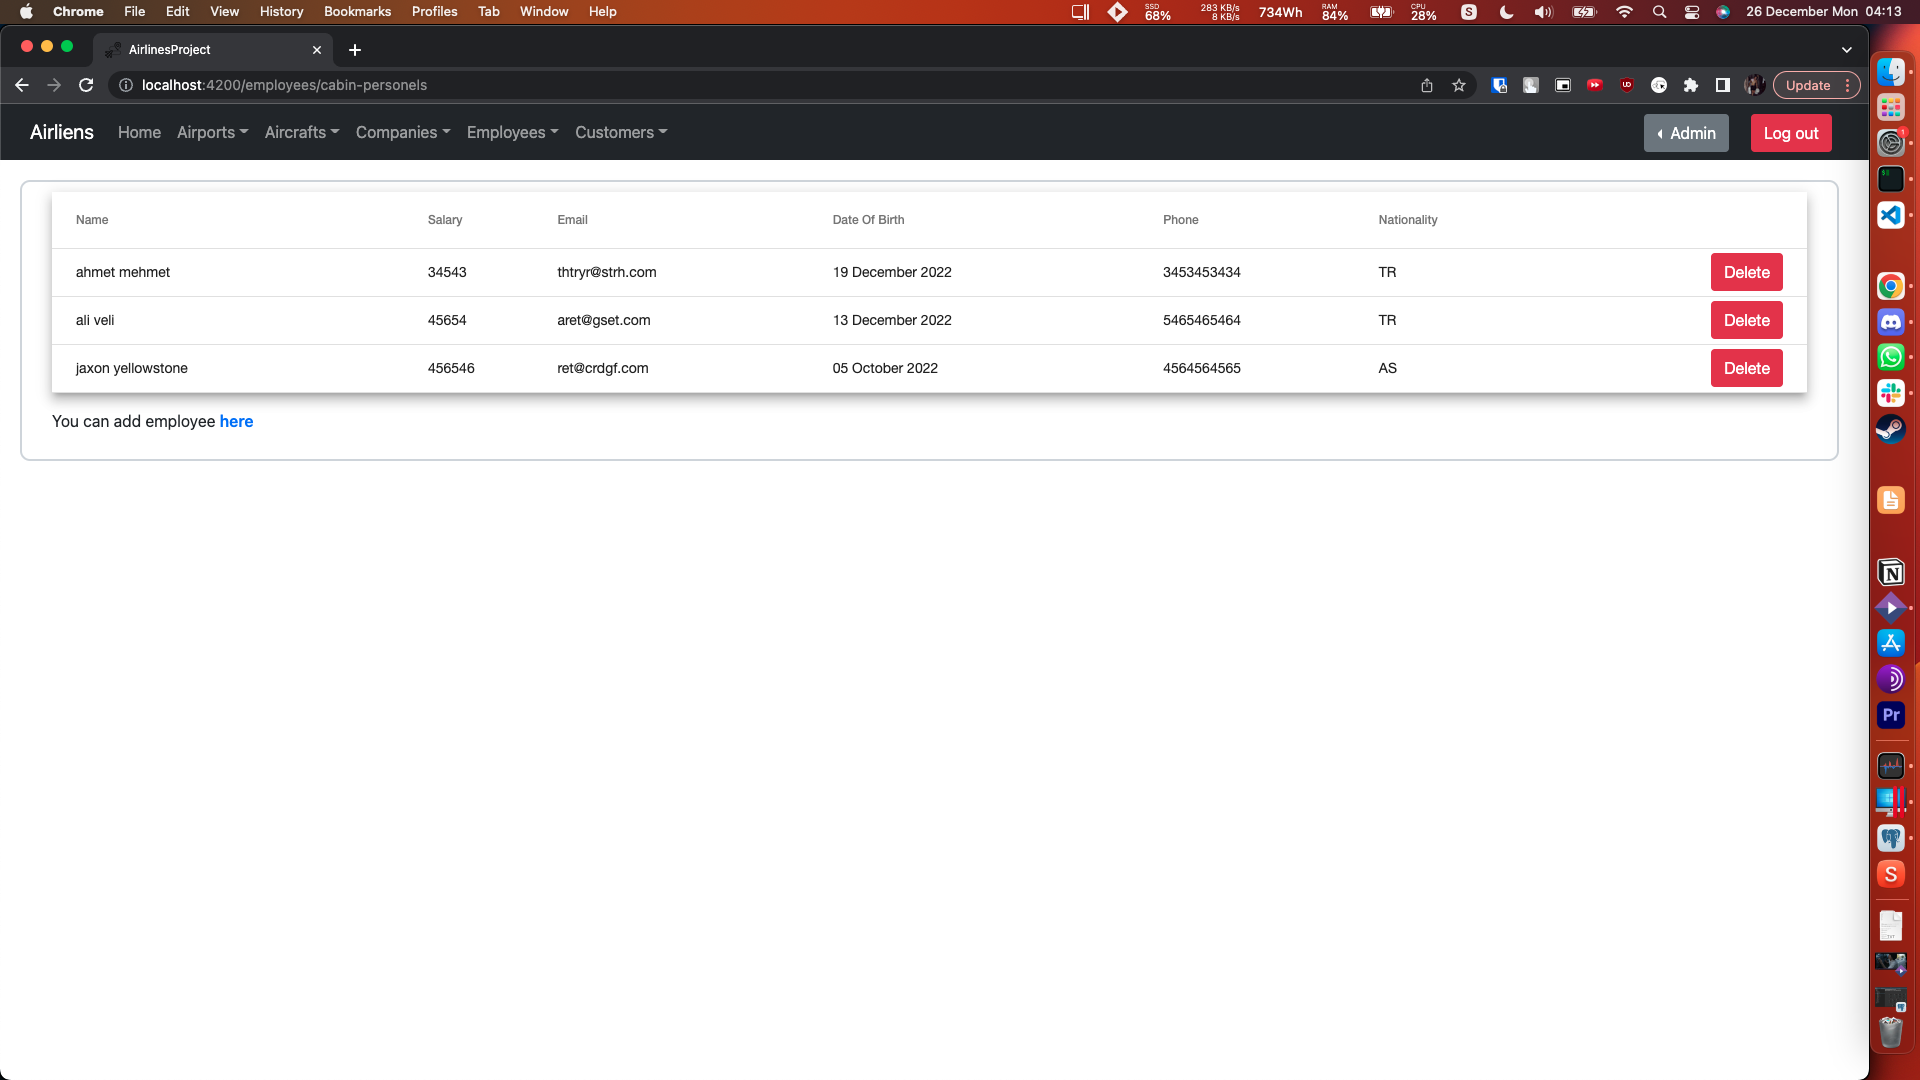 Chrome File Edit View History Bookmarks Profiles Tab Window Help SSD 68% 283 KB/s 8 KB/s 734Wh RAM 84% CPU 28% S 26 December Mon 04:13
AirlinesProject
localhost:4200/employees/cabin-personels Update
Airliens Home Airports Aircrafts Companies Employees Customers Admin Log out
Name Salary Email Date Of Birth Phone Nationality
ahmet mehmet 34543 thtryr@strh.com 19 December 2022 3453453434 TR Delete
ali veli 45654 aret@gset.com 13 December 2022 5465465464 TR Delete
jaxon yellowstone 456546 ret@crdgf.com 05 October 2022 4564564565 AS Delete
You can add employee here
N
Pr
S